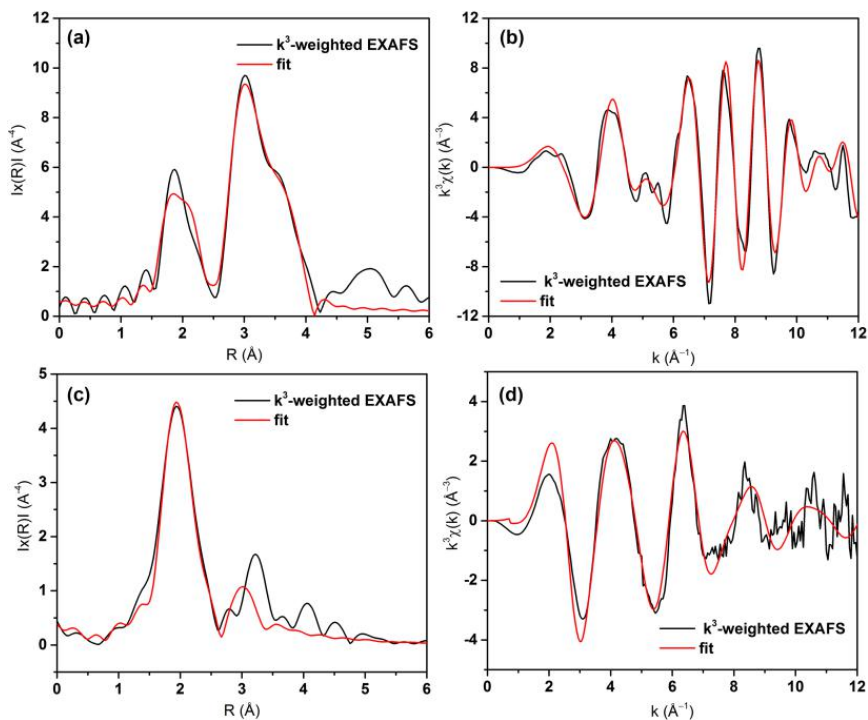 (a)
k³-weighted EXAFS
fit
12
10
8
6
4
2
0
Iχ(R)I (A⁻⁴)
0 1 2 3 4 5 6
R (Å)
(b)
12
8
4
0
-4
-8
-12
k³χ(k) (Å⁻³)
k³-weighted EXAFS
fit
0 2 4 6 8 10 12
k (Å⁻¹)
(c)
k³-weighted EXAFS
fit
5
4
3
2
1
0
Iχ(R)I (A⁻⁴)
0 1 2 3 4 5 6
R (Å)
(d)
4
2
0
-2
-4
k³χ(k) (Å⁻³)
k³-weighted EXAFS
fit
0 2 4 6 8 10 12
k (Å⁻¹)